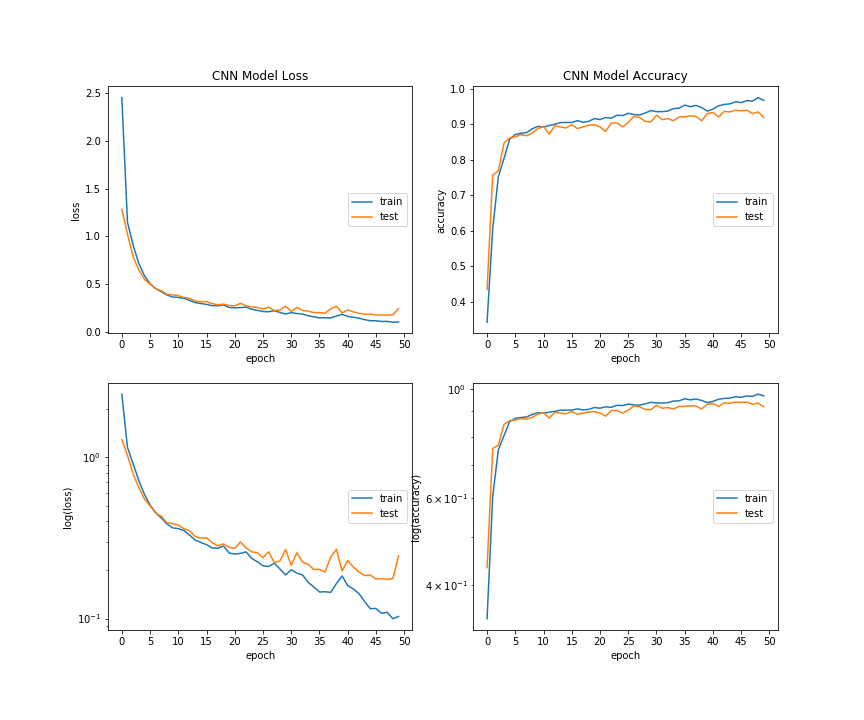 CNN Model Loss
2.5
2.0
1.5
1.0
0.5
0.0
loss
train
test
0 5 10 15 20 25 30 35 40 45 50
epoch
CNN Model Accuracy
1.0
0.9
0.8
0.7
0.6
0.5
0.4
accuracy
train
test
0 5 10 15 20 25 30 35 40 45 50
epoch
10⁰
10⁻¹
log(loss)
train
test
0 5 10 15 20 25 30 35 40 45 50
epoch
10⁰
6 × 10⁻¹
4 × 10⁻¹
log(accuracy)
train
test
0 5 10 15 20 25 30 35 40 45 50
epoch